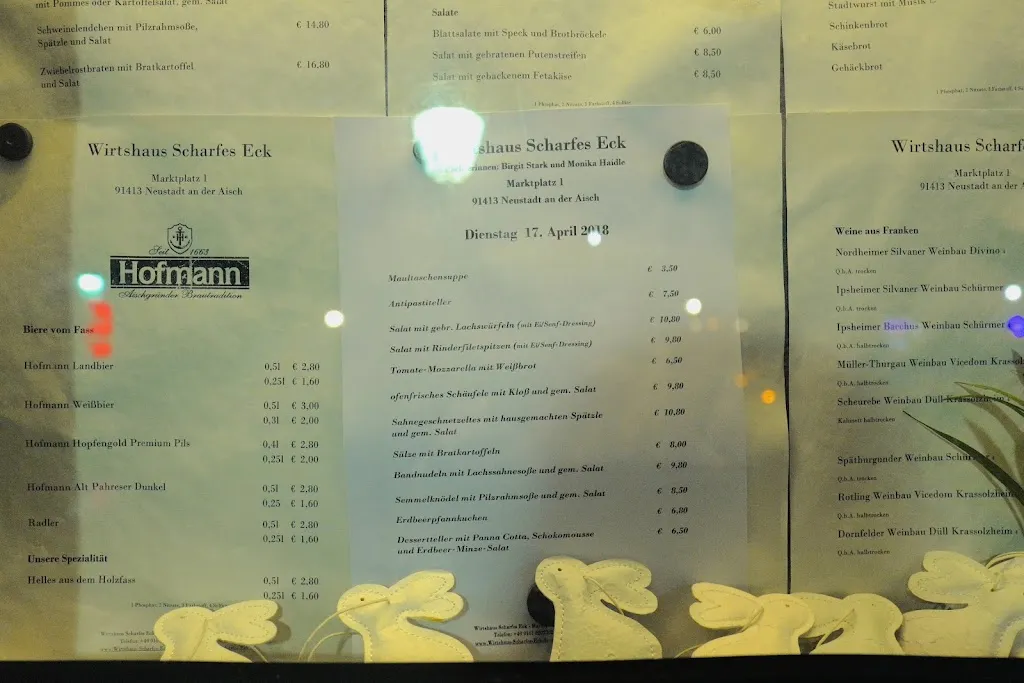 mit Pommes oder Kartoffelsalat, gem. Salat
Schweinelendchen mit Pilzrahmsoße, € 14,80
Spätzle und Salat
Zwiebelrostbraten mit Bratkartoffel € 16,80
und Salat
Salate
Blattsalate mit Speck und Brotbröckele € 6,00
Salat mit gebratenen Putenstreifen € 8,50
Salat mit gebackenem Fetakäse € 8,50
Stadtwurst mit Musik
Schinkenbrot
Käsebrot
Gehäckbrot
Wirtshaus Scharfes Eck
Marktplatz 1
91413 Neustadt an der Aisch
Seit 1663
Hofmann
Aischgründer Brautradition
Biere vom Fass
Hofmann Landbier 0,5l € 2,80
0,25l € 1,60
Hofmann Weißbier 0,5l € 3,00
0,3l € 2,00
Hofmann Hopfengold Premium Pils 0,4l € 2,80
0,25l € 2,00
Hofmann Alt Pahreser Dunkel 0,5l € 2,80
0,25 € 1,60
Radler 0,5l € 2,80
0,25l € 1,60
Unsere Spezialität
Helles aus dem Holzfass 0,5l € 2,80
0,25l € 1,60
Wirtshaus Scharfes Eck
Birgit Stark und Monika Haidle
Marktplatz 1
91413 Neustadt an der Aisch
Dienstag 17. April 2018
Maultaschensuppe € 3,50
Antipastiteller € 7,50
Salat mit gebr. Lachswürfeln (mit Ei/Senf-Dressing) € 10,80
Salat mit Rinderfiletspitzen (mit Ei/Senf-Dressing) € 9,80
Tomate-Mozzarella mit Weißbrot € 6,50
ofenfrisches Schäufele mit Kloß und gem. Salat € 9,80
Sahnegeschnetzeltes mit hausgemachten Spätzle € 10,80
und gem. Salat
Sülze mit Bratkartoffeln € 8,00
Bandnudeln mit Lachssahnesoße und gem. Salat € 9,80
Semmelknödel mit Pilzrahmsoße und gem. Salat € 8,50
Erdbeerpfannkuchen € 6,80
Dessertteller mit Panna Cotta, Schokomousse € 6,50
und Erdbeer-Minze-Salat
Wirtshaus Scharf
Marktplatz 1
91413 Neustadt an der
Weine aus Franken
Nordheimer Silvaner Weinbau Divino
Q.b.A. trocken
Ipsheimer Silvaner Weinbau Schürmer
Q.b.A. trocken
Ipsheimer Bacchus Weinbau Schürmer
Q.b.A. halbtrocken
Müller-Thurgau Weinbau Vicedom Krassol
Q.b.A. halbtrocken
Scheurebe Weinbau Düll Krassolzheim
Kabinett halbtrocken
Spätburgunder Weinbau Schürmer
Q.b.A. trocken
Rotling Weinbau Vicedom Krassolzheim
Q.b.A. halbtrocken
Dornfelder Weinbau Düll Krassolzheim
Q.b.A. halbtrocken